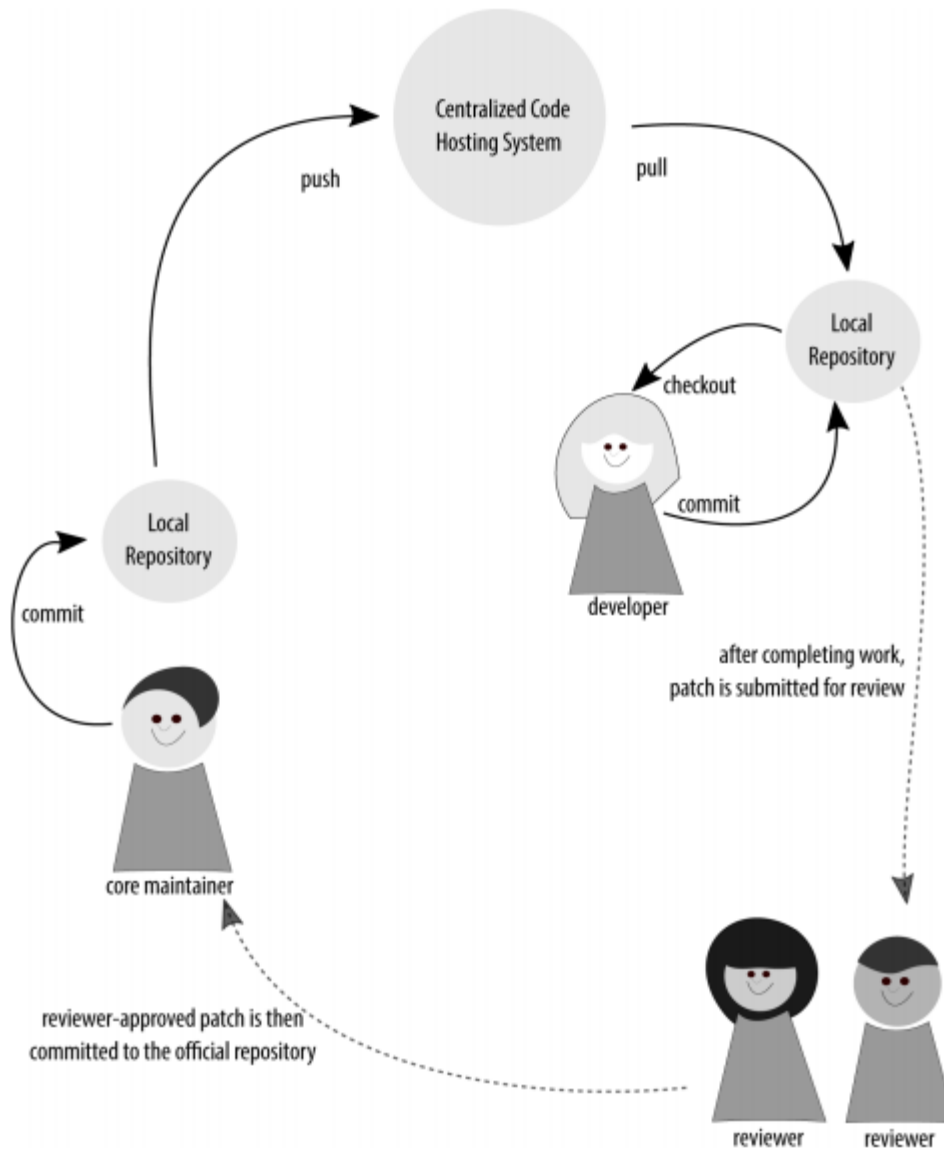 Centralized Code
Hosting System
push
pull
Local
Repository
checkout
commit
developer
Local
Repository
commit
after completing work,
patch is submitted for review
core maintainer
reviewer-approved patch is then
committed to the official repository
reviewer
reviewer